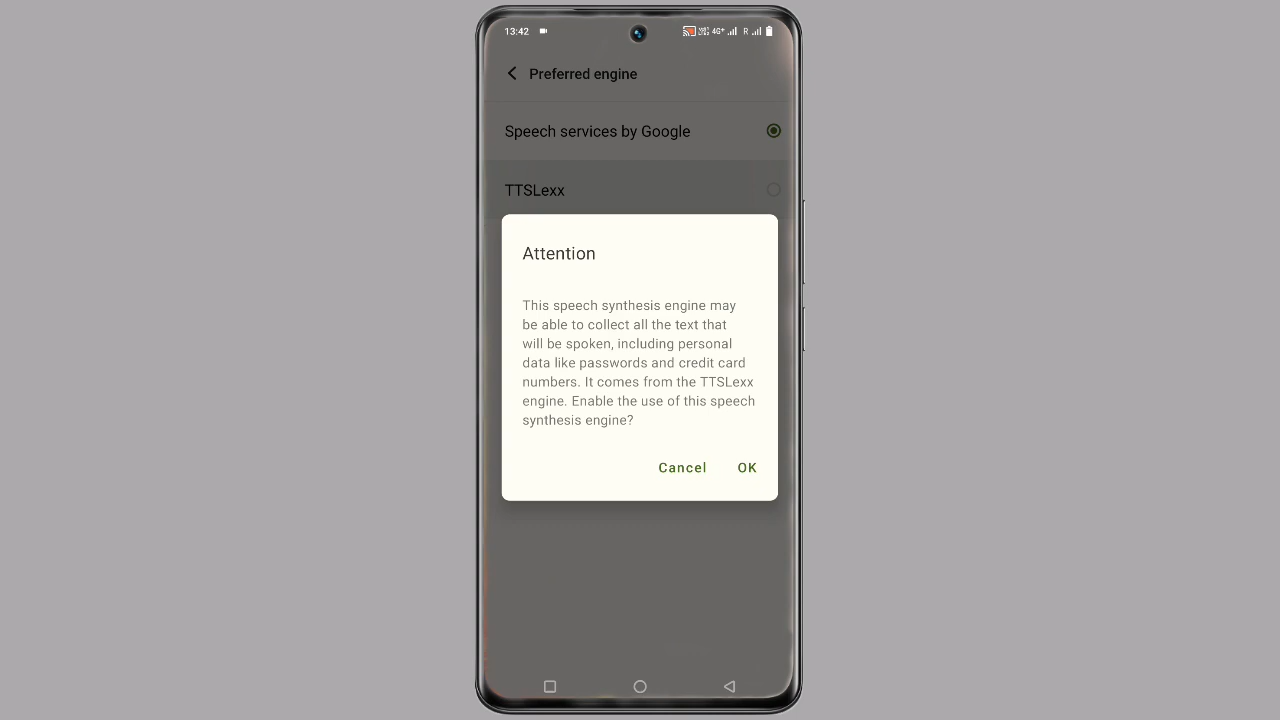 13:42
4G+ R
Preferred engine
Speech services by Google
TTSLexx
Attention
This speech synthesis engine may
be able to collect all the text that
will be spoken, including personal
data like passwords and credit card
numbers. It comes from the TTSLexx
engine. Enable the use of this speech
synthesis engine?
Cancel OK